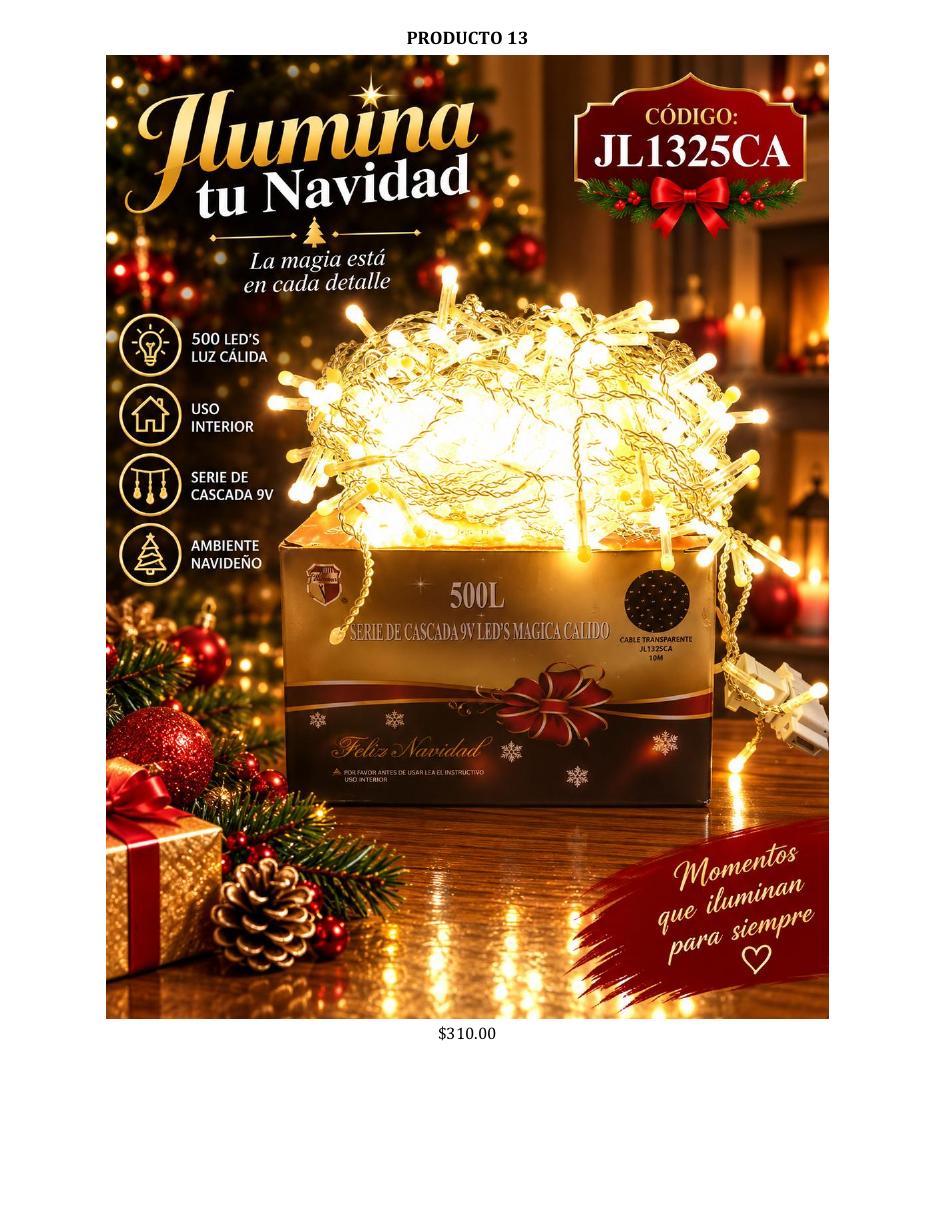 PRODUCTO 13
Ilumina
tu Navidad
La magia está
en cada detalle
CÓDIGO:
JL1325CA
500 LED'S
LUZ CÁLIDA
USO
INTERIOR
SERIE DE
CASCADA 9V
AMBIENTE
NAVIDEÑO
500L
SERIE DE CASCADA 9V LED'S MAGICA CALIDO
CABLE TRANSPARENTE
JL1325CA
10M
Feliz Navidad
POR FAVOR ANTES DE USAR LEA EL INSTRUCTIVO
USO INTERIOR
Momentos
que iluminan
para siempre
$310.00